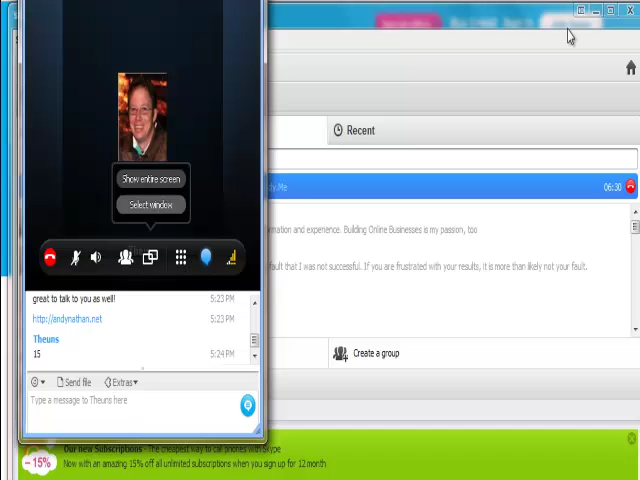 Recent
Show entire screen
Select window
06:30
and experience. Building Online Businesses is my passion, too
fault that I was not successful. If you are frustrated with your results, it is more than likely not your fault.
great to talk to you as well!
5:23 PM
http://andynathan.net
5:23 PM
Theuns
15
5:24 PM
Create a group
Send file
Extras
Type a message to Theuns here
Our new Subscriptions - The cheapest way to call phones with Skype
- 15%
Now with an amazing 15% off all unlimited subscriptions when you sign up for 12 month